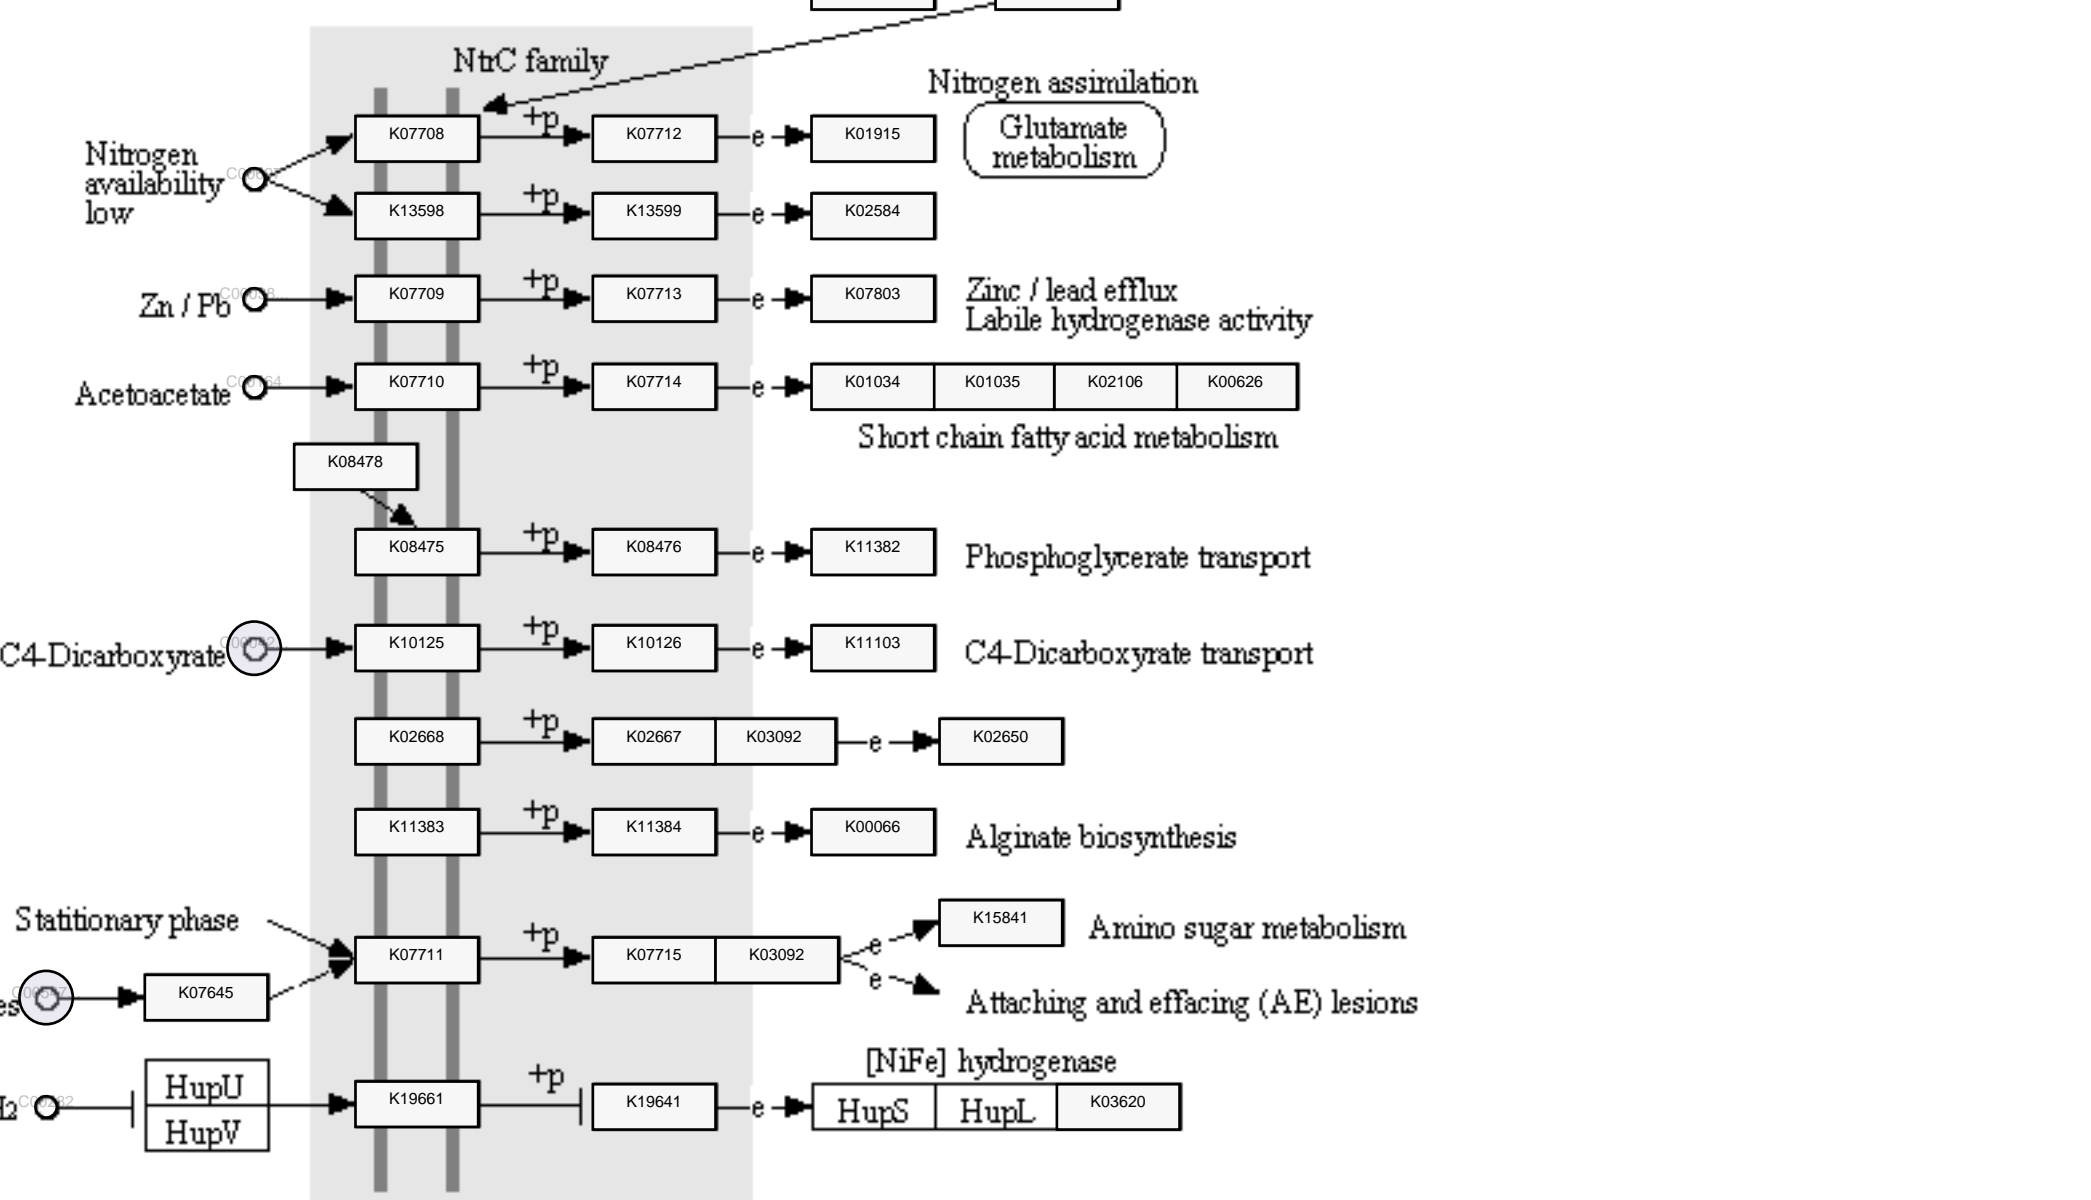 NtrC family
Nitrogen assimilation
+p
K07708
K07712
e
K01915
Glutamate
metabolism
Nitrogen
availability
low
+p
K13598
K13599
e
K02584
Zn / Pb
+p
K07709
K07713
e
K07803
Zinc / lead efflux
Labile hydrogenase activity
Acetoacetate
C00164
+p
K07710
K07714
e
K01034
K01035
K02106
K00626
Short chain fatty acid metabolism
K08478
+p
K08475
K08476
e
K11382
Phosphoglycerate transport
C4-Dicarboxyrate
+p
K10125
K10126
e
K11103
C4-Dicarboxyrate transport
+p
K02668
K02667
K03092
e
K02650
+p
K11383
K11384
e
K00066
Alginate biosynthesis
Statitionary phase
+p
K07711
K07715
K03092
e
K15841
Amino sugar metabolism
es
K07645
e
Attaching and effacing (AE) lesions
[NiFe] hydrogenase
C00282
HupU
HupV
+p
K19661
K19641
e
HupS
HupL
K03620